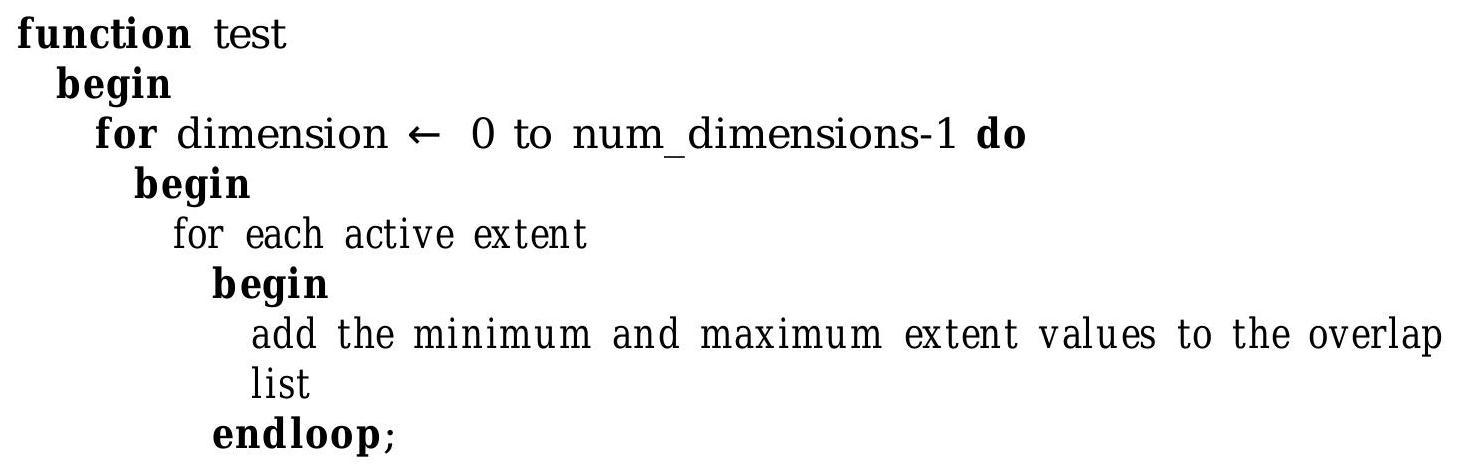 function test
begin
for dimension ← 0 to num_dimensions-1 do
begin
for each active extent
begin
add the minimum and maximum extent values to the overlap
list
endloop;